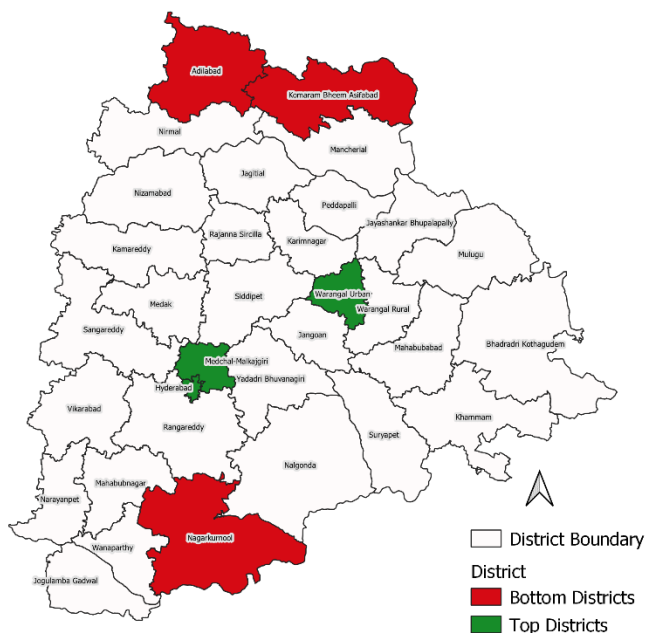 Adilabad
Komaram Bheem Asifabad
Nirmal
Mancherial
Jagitial
Nizamabad
Peddapalli
Jayashankar Bhupalapally
Rajanna Sircilla
Karimnagar
Kamareddy
Mulugu
Siddipet
Warangal Urban
Medak
Warangal Rural
Sangareddy
Jangoan
Mahabubabad
Bhadradri Kothagudem
Medchal-Malkajgiri
Yadadri Bhuvanagiri
Hyderabad
Khammam
Vikarabad
Rangareddy
Suryapet
Nalgonda
Mahabubnagar
Narayanpet
Nagarkurnool
Wanaparthy
Jogulamba Gadwal
District Boundary
District
Bottom Districts
Top Districts